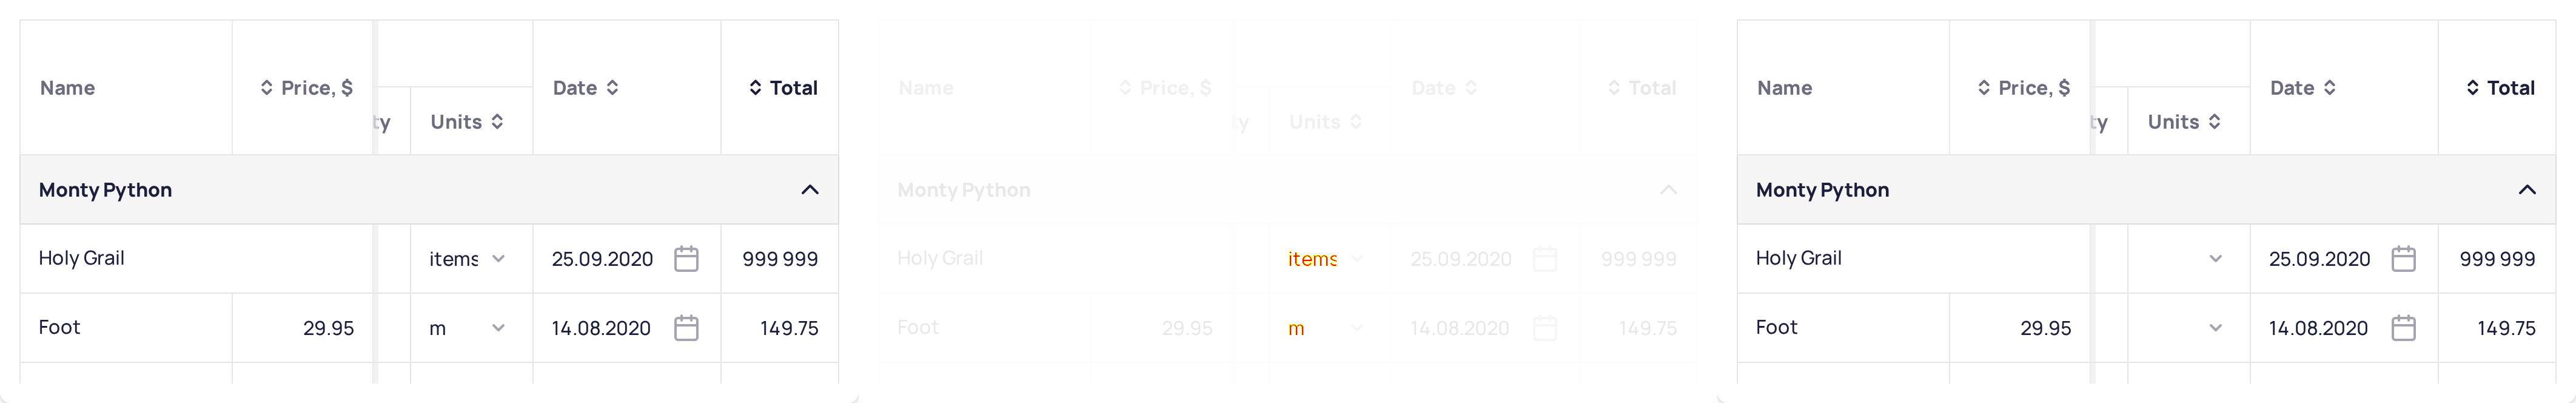 Name Price, $ Date Total
ty Units
Monty Python
Holy Grail items 25.09.2020 999 999
Foot 29.95 m 14.08.2020 149.75
Name Price, $ Date Total
y Units
Monty Python
Holy Grail items 25.09.2020 999 999
Foot 29.95 m 14.08.2020 149.75
Name Price, $ Date Total
ty Units
Monty Python
Holy Grail 25.09.2020 999 999
Foot 29.95 14.08.2020 149.75